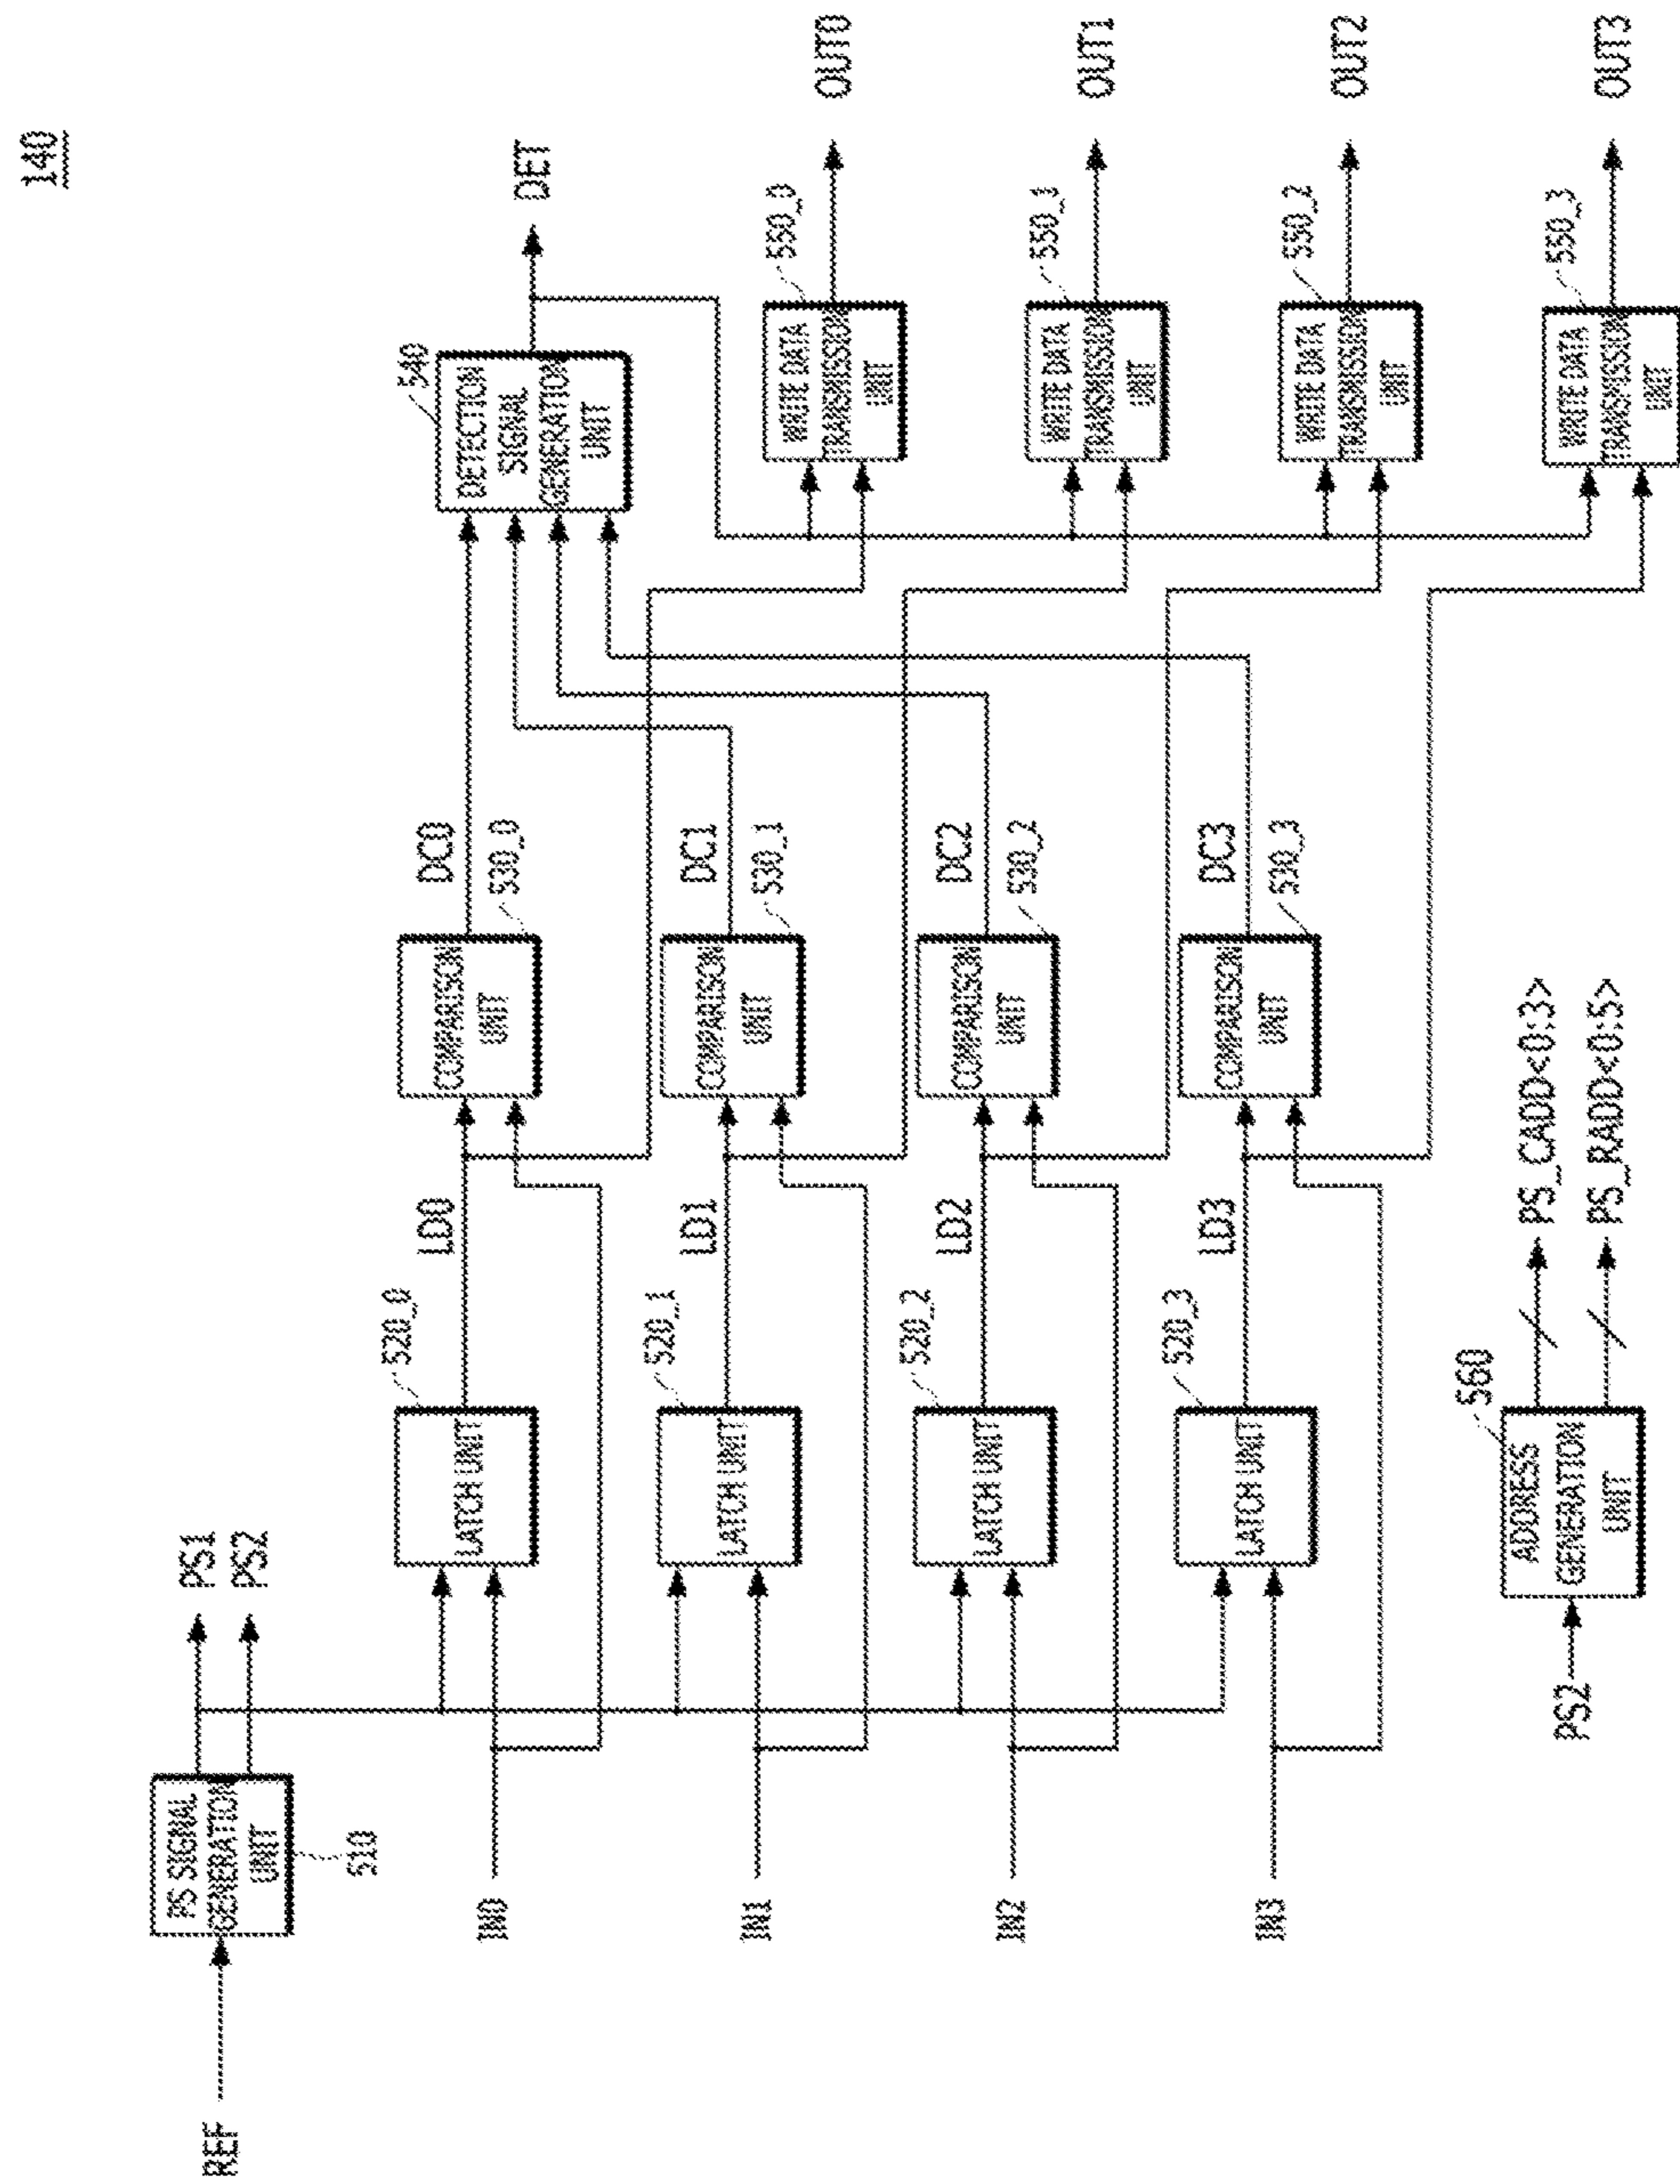 140
REF
PS SIGNAL
GENERATION
UNIT
510
PS1
PS2
IN0
IN1
IN2
IN3
LATCH UNIT
520_0
LATCH UNIT
520_1
LATCH UNIT
520_2
LATCH UNIT
520_3
LD0
LD1
LD2
LD3
COMPARISON
UNIT
530_0
COMPARISON
UNIT
530_1
COMPARISON
UNIT
530_2
COMPARISON
UNIT
530_3
DC0
DC1
DC2
DC3
DETECTION
SIGNAL
GENERATION
UNIT
540
DET
WRITE DATA
TRANSMISSION
UNIT
550_0
OUT0
WRITE DATA
TRANSMISSION
UNIT
550_1
OUT1
WRITE DATA
TRANSMISSION
UNIT
550_2
OUT2
WRITE DATA
TRANSMISSION
UNIT
550_3
OUT3
PS2
ADDRESS
GENERATION
UNIT
560
PS_CADD<0:3>
PS_RADD<0:5>